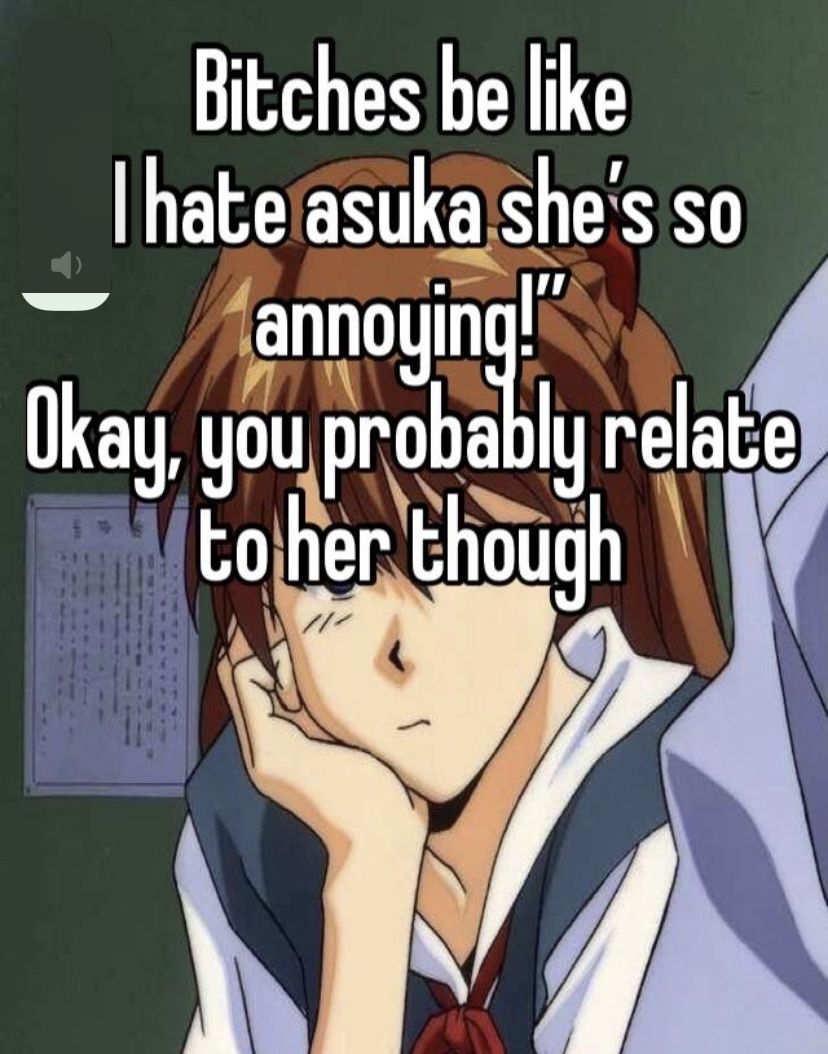 Bitches be like
I hate asuka she's so
annoying!”
Okay, you probably relate
to her though